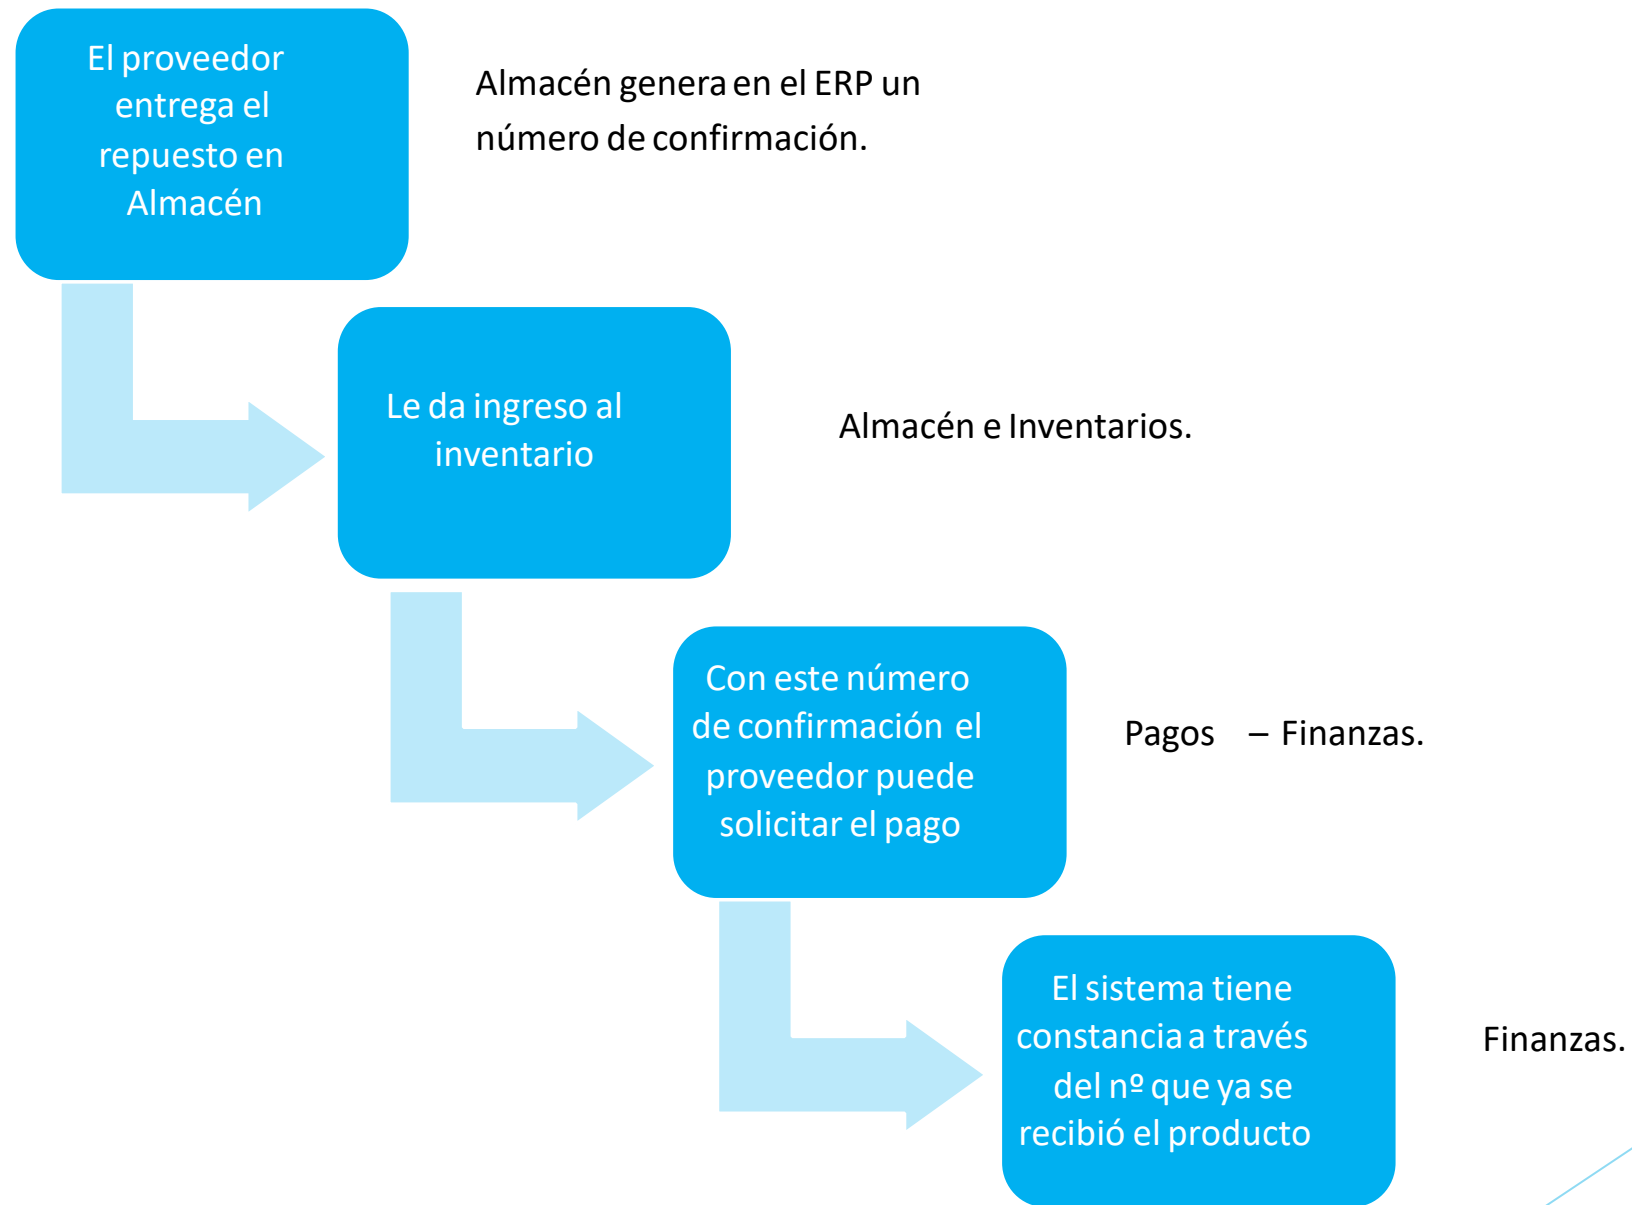 El proveedor
entrega el
repuesto en
Almacén
Almacén genera en el ERP un
número de confirmación.
Le da ingreso al
inventario
Almacén e Inventarios.
Con este número
de confirmación el
proveedor puede
solicitar el pago
Pagos – Finanzas.
El sistema tiene
constancia a través
del nº que ya se
recibió el producto
Finanzas.